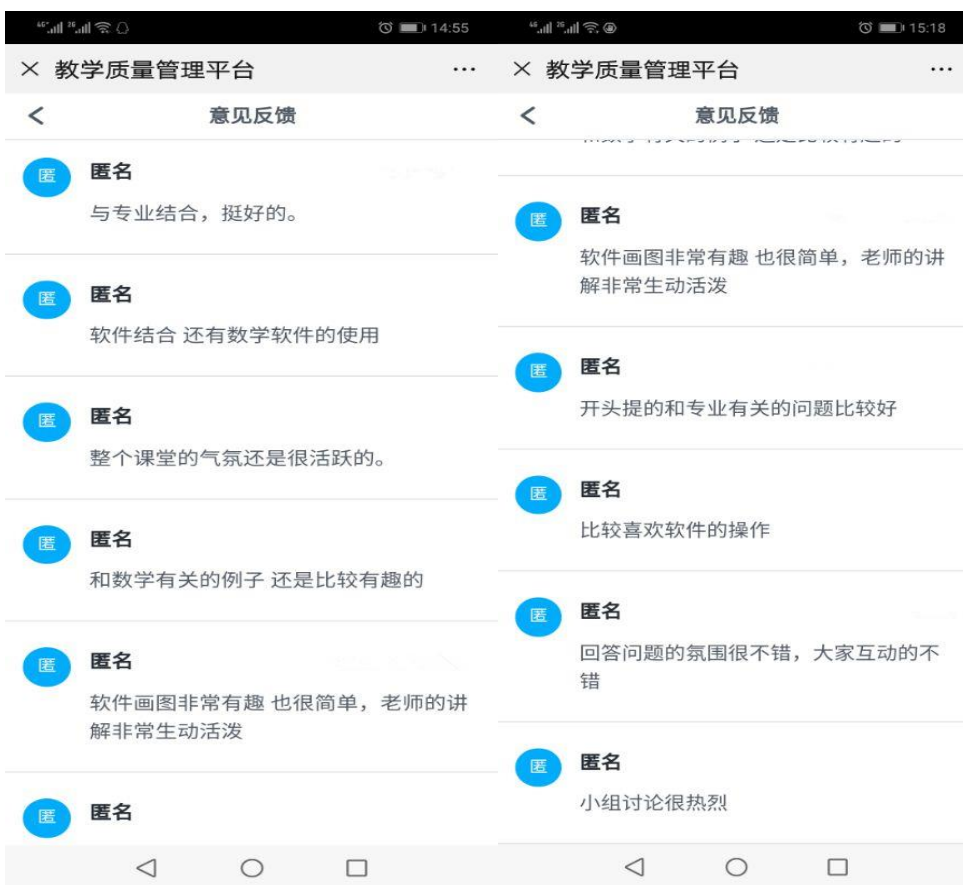 14:55
教学质量管理平台
意见反馈
匿
匿名
与专业结合，挺好的。
匿
匿名
软件结合 还有数学软件的使用
匿
匿名
整个课堂的气氛还是很活跃的。
匿
匿名
和数学有关的例子 还是比较有趣的
匿
匿名
软件画图非常有趣 也很简单，老师的讲
解非常生动活泼
匿
匿名
15:18
教学质量管理平台
意见反馈
匿
匿名
软件画图非常有趣 也很简单，老师的讲
解非常生动活泼
匿
匿名
开头提的和专业有关的问题比较好
匿
匿名
比较喜欢软件的操作
匿
匿名
回答问题的氛围很不错，大家互动的不
错
匿
匿名
小组讨论很热烈